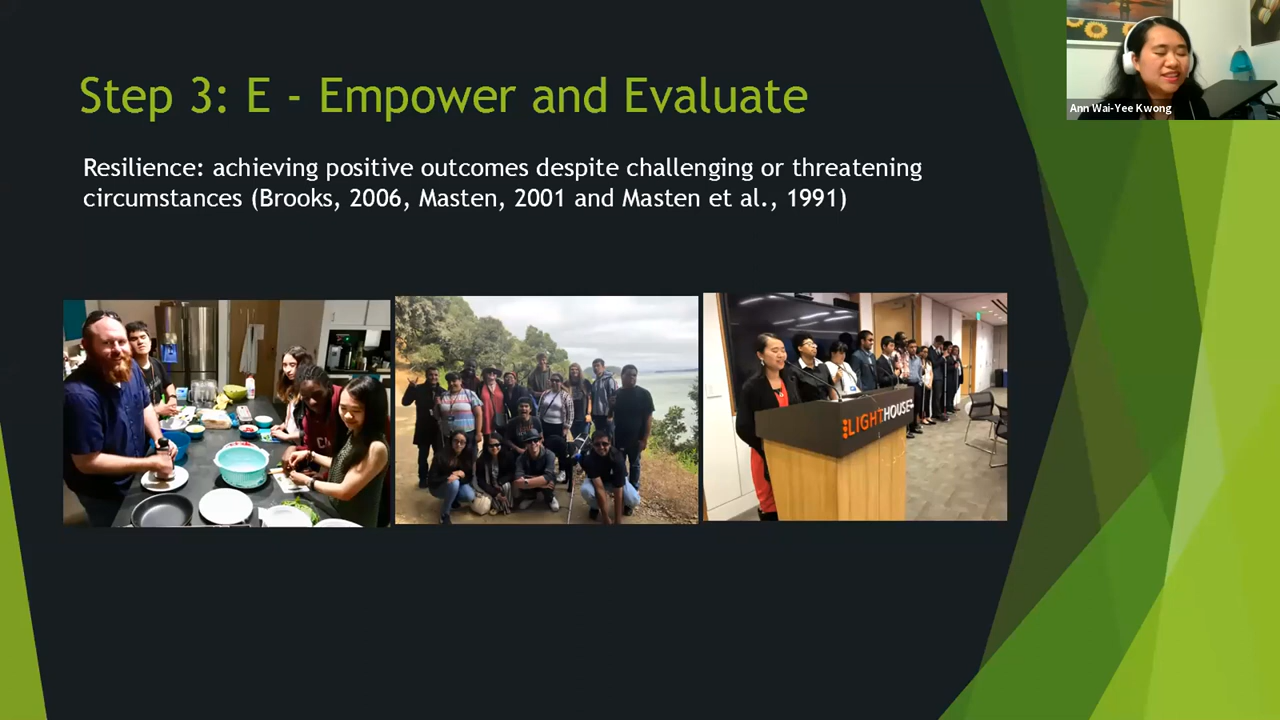 Step 3: E - Empower and Evaluate
Resilience: achieving positive outcomes despite challenging or threatening
circumstances (Brooks, 2006, Masten, 2001 and Masten et al., 1991)
Ann Wai-Yee Kwong
LIGHTHOUSE